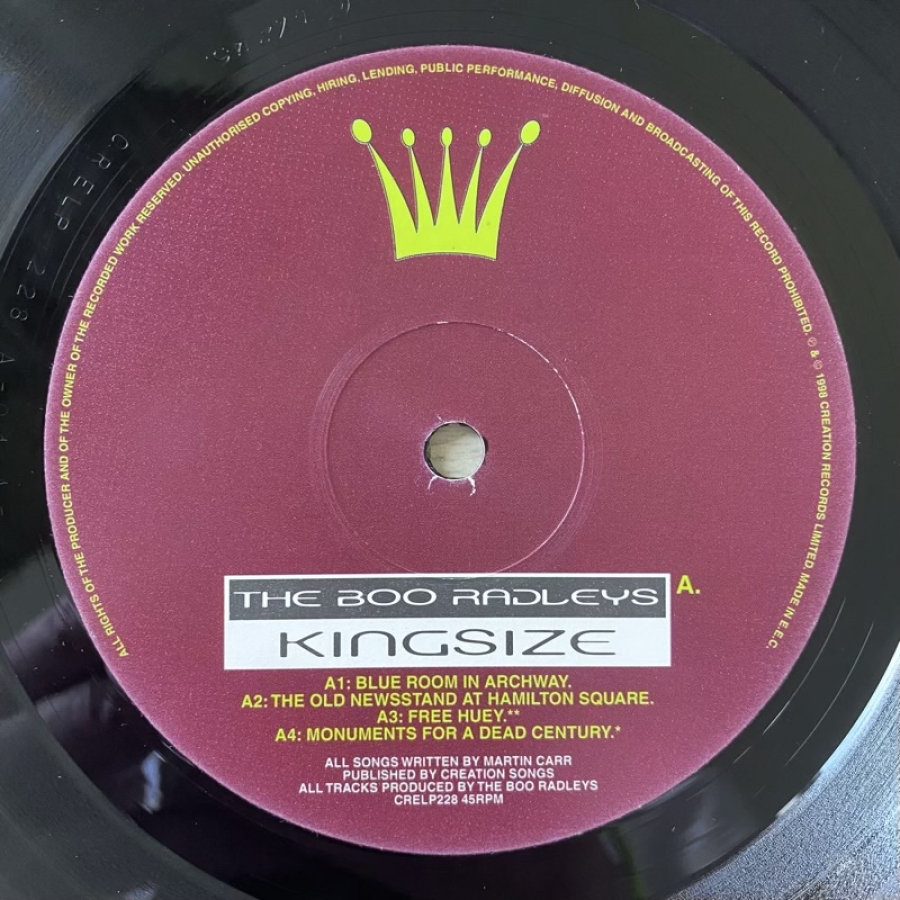 ALL RIGHTS OF THE PRODUCER AND OF THE OWNER OF THE RECORDED WORK RESERVED. UNAUTHORISED COPYING, HIRING, LENDING, PUBLIC PERFORMANCE, DIFFUSION AND BROADCASTING OF THIS RECORD PROHIBITED. ℗ & © 1998 CREATION RECORDS LIMITED. MADE IN E.E.C.
CRELP 228
THE BOO RADLEYS
A.
KINGSIZE
A1: BLUE ROOM IN ARCHWAY.
A2: THE OLD NEWSSTAND AT HAMILTON SQUARE.
A3: FREE HUEY.**
A4: MONUMENTS FOR A DEAD CENTURY.*
ALL SONGS WRITTEN BY MARTIN CARR
PUBLISHED BY CREATION SONGS
ALL TRACKS PRODUCED BY THE BOO RADLEYS
CRELP228 45RPM